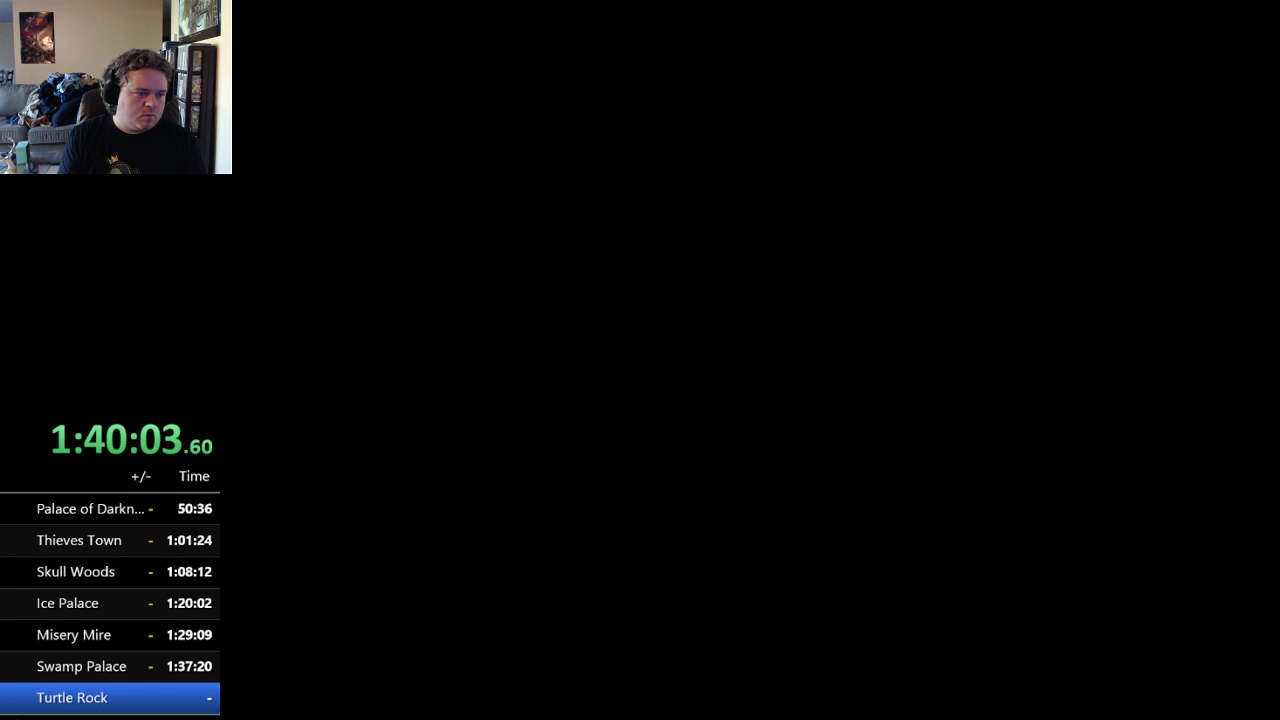 1:40:03.60
+/- Time
Palace of Darkn... - 50:36
Thieves Town - 1:01:24
Skull Woods - 1:08:12
Ice Palace - 1:20:02
Misery Mire - 1:29:09
Swamp Palace - 1:37:20
Turtle Rock -